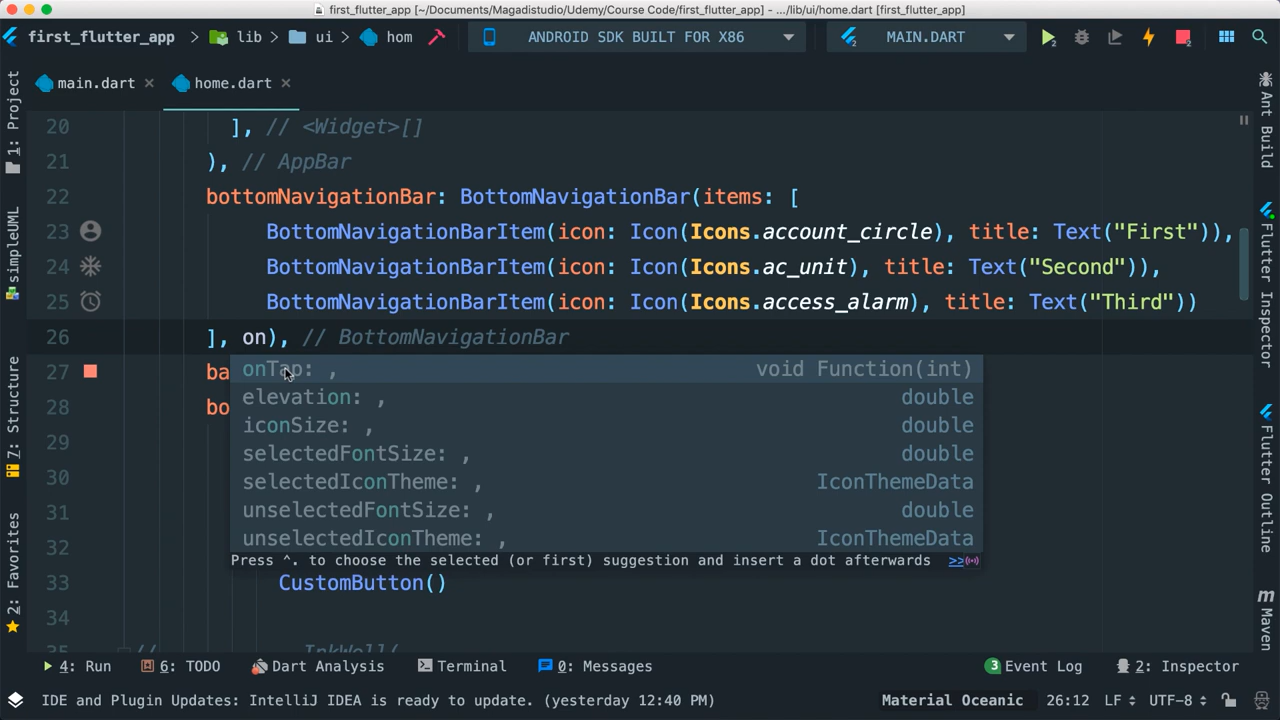 first_flutter_app [~/Documents/Magadistudio/Udemy/Course Code/first_flutter_app] - .../lib/ui/home.dart [first_flutter_app]
first_flutter_app lib ui hom ANDROID SDK BUILT FOR X86 MAIN.DART
main.dart home.dart
20 ], // <Widget>[]
21 ), // AppBar
22 bottomNavigationBar: BottomNavigationBar(items: [
23 BottomNavigationBarItem(icon: Icon(Icons.account_circle), title: Text("First")),
24 BottomNavigationBarItem(icon: Icon(Icons.ac_unit), title: Text("Second")),
25 BottomNavigationBarItem(icon: Icon(Icons.access_alarm), title: Text("Third"))
26 ], on), // BottomNavigationBar
27 ba
28 bo
29
30
31
32
33 CustomButton()
34
// InkWell(
onTap: , void Function(int)
elevation: , double
iconSize: , double
selectedFontSize: , double
selectedIconTheme: , IconThemeData
unselectedFontSize: , double
unselectedIconTheme: , IconThemeData
Press ^. to choose the selected (or first) suggestion and insert a dot afterwards >>
1: Project
simpleUML
7: Structure
2: Favorites
Ant Build
Flutter Inspector
Flutter Outline
m Maven
4: Run 6: TODO Dart Analysis Terminal 0: Messages 3 Event Log 2: Inspector
IDE and Plugin Updates: IntelliJ IDEA is ready to update. (yesterday 12:40 PM) Material Oceanic 26:12 LF UTF-8